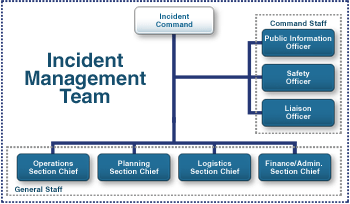 Incident
Command
Command Staff
Public Information
Officer
Incident
Management
Team
Safety
Officer
Liaison
Officer
Operations
Section Chief
Planning
Section Chief
Logistics
Section Chief
Finance/Admin.
Section Chief
General Staff